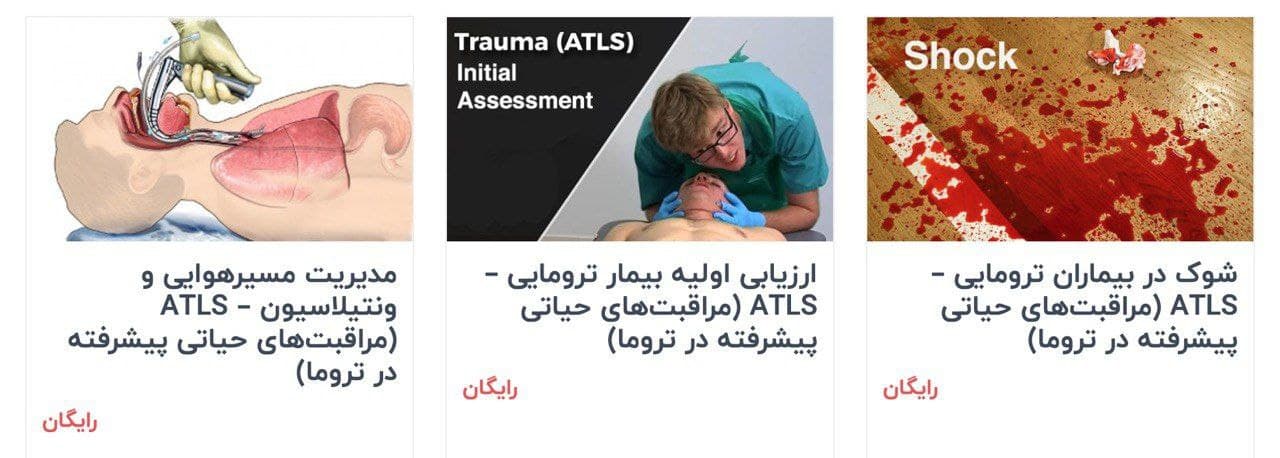 Shock
شوک در بیماران ترومایی –
ATLS (مراقبت‌های حیاتی
پیشرفته در تروما)
رایگان
Trauma (ATLS)
Initial
Assessment
ارزیابی اولیه بیمار ترومایی –
ATLS (مراقبت‌های حیاتی
پیشرفته در تروما)
رایگان
مدیریت مسیرهوایی و
ونتیلاسیون – ATLS
(مراقبت‌های حیاتی پیشرفته
در تروما)
رایگان